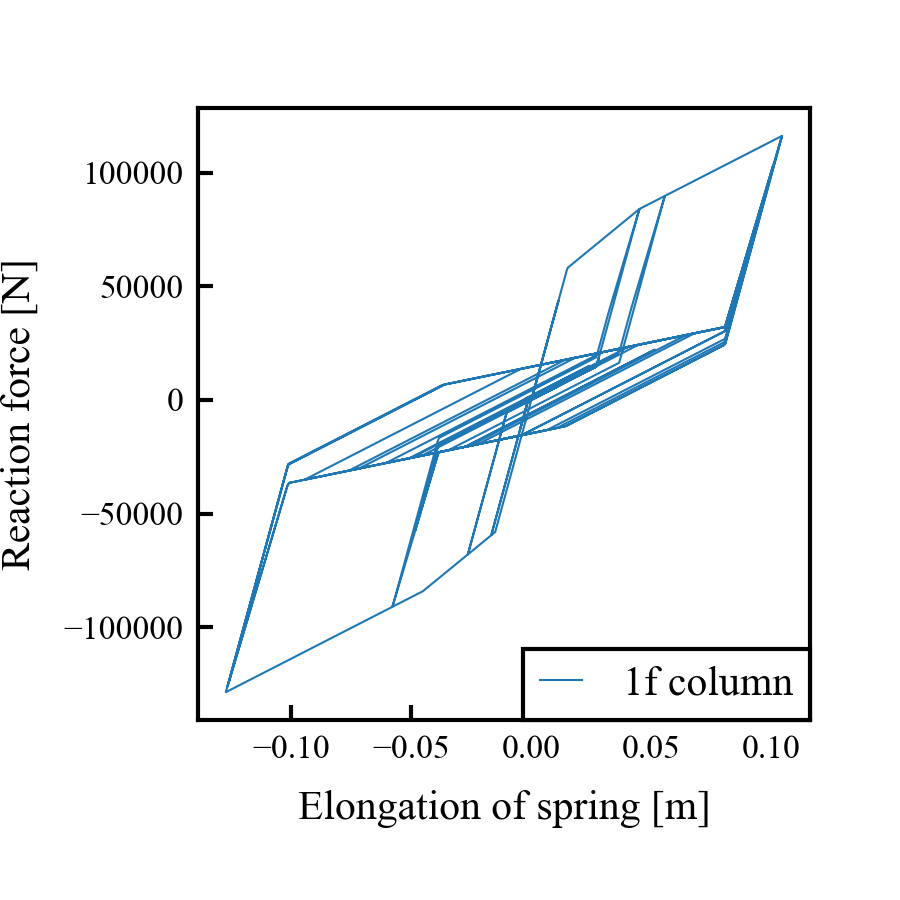 Reaction force [N]
100000
50000
0
−50000
−100000
1f column
−0.10 −0.05 0.00 0.05 0.10
Elongation of spring [m]